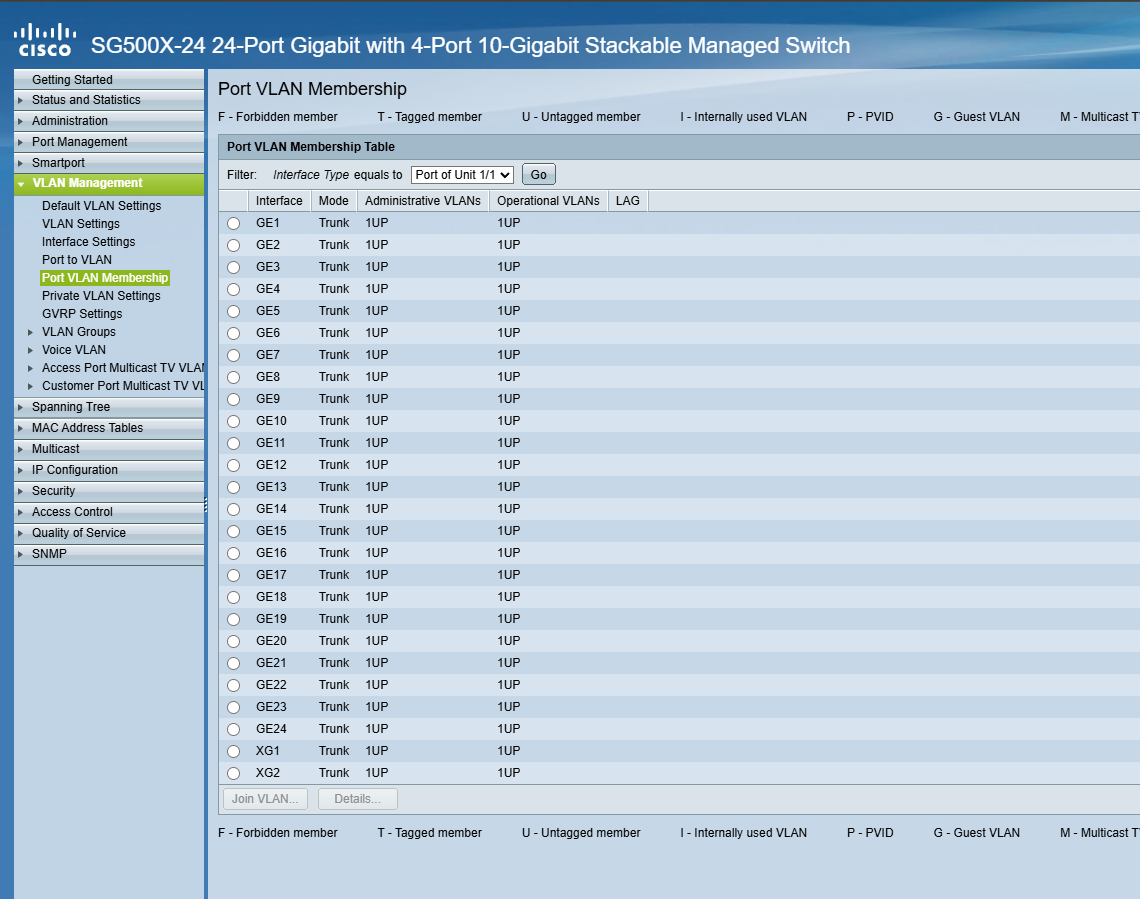 CISCO SG500X-24 24-Port Gigabit with 4-Port 10-Gigabit Stackable Managed Switch
Getting Started
Status and Statistics
Administration
Port Management
Smartport
VLAN Management
Default VLAN Settings
VLAN Settings
Interface Settings
Port to VLAN
Port VLAN Membership
Private VLAN Settings
GVRP Settings
VLAN Groups
Voice VLAN
Access Port Multicast TV VLAN
Customer Port Multicast TV VL
Spanning Tree
MAC Address Tables
Multicast
IP Configuration
Security
Access Control
Quality of Service
SNMP
Port VLAN Membership
F - Forbidden member T - Tagged member U - Untagged member I - Internally used VLAN P - PVID G - Guest VLAN M - Multicast T
Port VLAN Membership Table
Filter: Interface Type equals to Port of Unit 1/1 Go
Interface Mode Administrative VLANs Operational VLANs LAG
GE1 Trunk 1UP 1UP
GE2 Trunk 1UP 1UP
GE3 Trunk 1UP 1UP
GE4 Trunk 1UP 1UP
GE5 Trunk 1UP 1UP
GE6 Trunk 1UP 1UP
GE7 Trunk 1UP 1UP
GE8 Trunk 1UP 1UP
GE9 Trunk 1UP 1UP
GE10 Trunk 1UP 1UP
GE11 Trunk 1UP 1UP
GE12 Trunk 1UP 1UP
GE13 Trunk 1UP 1UP
GE14 Trunk 1UP 1UP
GE15 Trunk 1UP 1UP
GE16 Trunk 1UP 1UP
GE17 Trunk 1UP 1UP
GE18 Trunk 1UP 1UP
GE19 Trunk 1UP 1UP
GE20 Trunk 1UP 1UP
GE21 Trunk 1UP 1UP
GE22 Trunk 1UP 1UP
GE23 Trunk 1UP 1UP
GE24 Trunk 1UP 1UP
XG1 Trunk 1UP 1UP
XG2 Trunk 1UP 1UP
Join VLAN... Details...
F - Forbidden member T - Tagged member U - Untagged member I - Internally used VLAN P - PVID G - Guest VLAN M - Multicast T